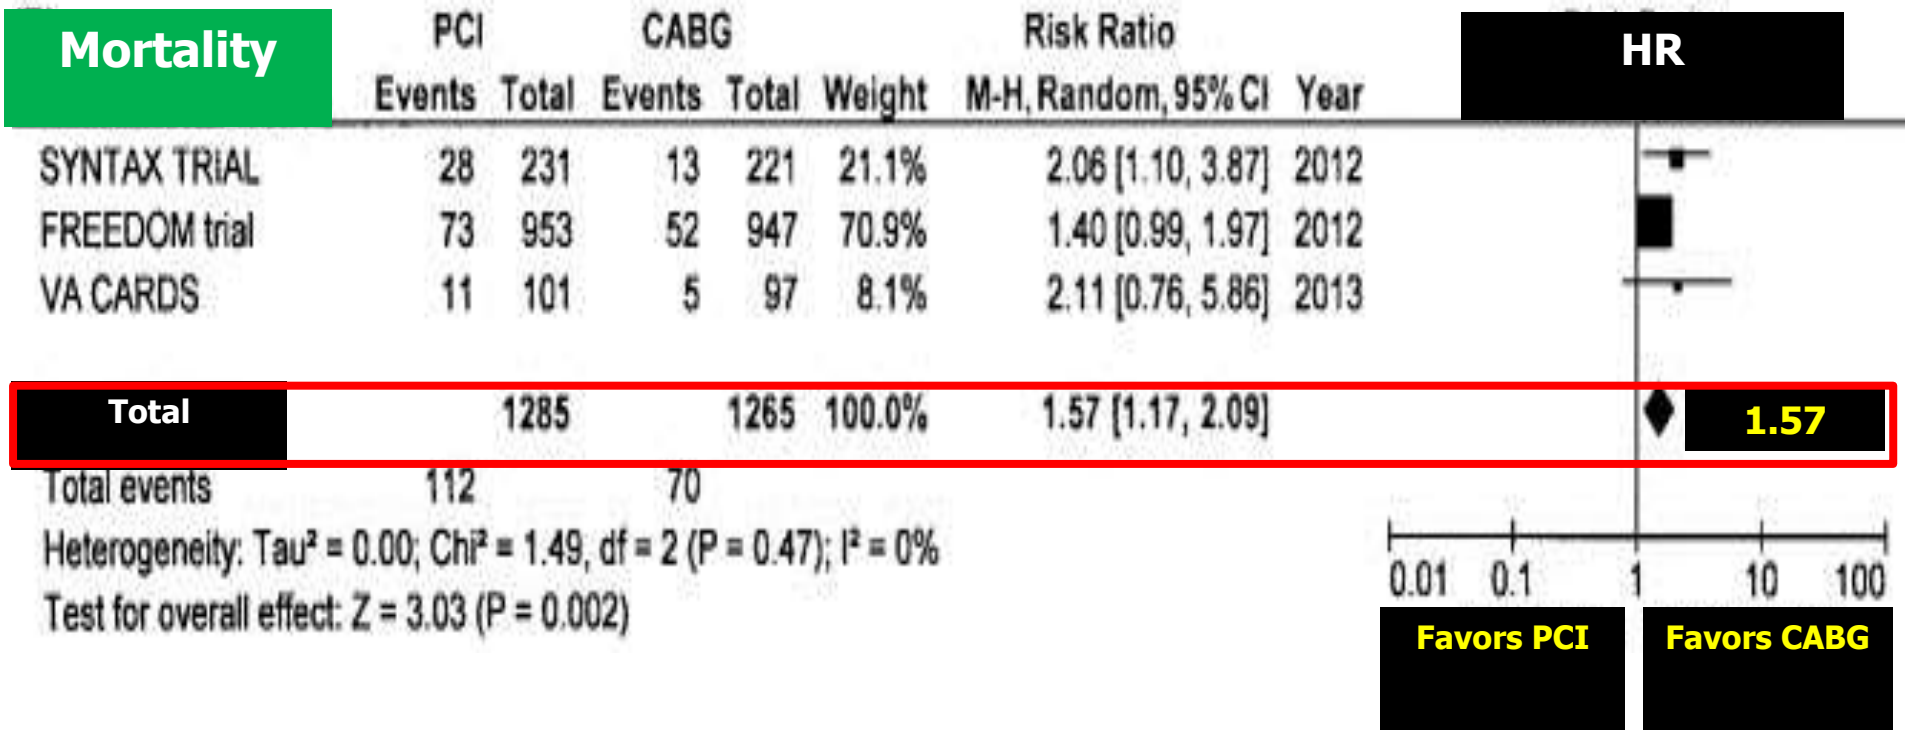 Mortality PCI CABG Risk Ratio HR
Events Total Events Total Weight M-H, Random, 95% CI Year
SYNTAX TRIAL 28 231 13 221 21.1% 2.06 [1.10, 3.87] 2012
FREEDOM trial 73 953 52 947 70.9% 1.40 [0.99, 1.97] 2012
VA CARDS 11 101 5 97 8.1% 2.11 [0.76, 5.86] 2013
Total 1285 1265 100.0% 1.57 [1.17, 2.09] 1.57
Total events 112 70
Heterogeneity: Tau² = 0.00; Chi² = 1.49, df = 2 (P = 0.47); I² = 0%
0.01 0.1 1 10 100
Test for overall effect: Z = 3.03 (P = 0.002)
Favors PCI Favors CABG